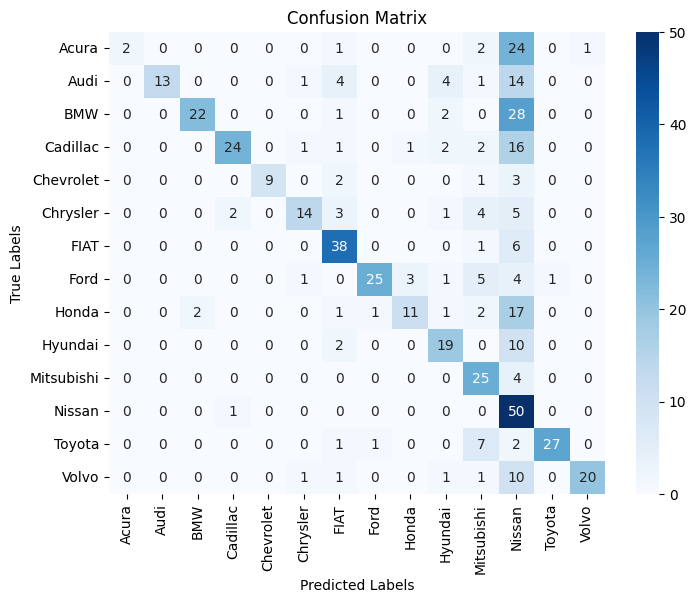 Confusion Matrix
True Labels
Acura 2 0 0 0 0 0 1 0 0 0 2 24 0 1
Audi 0 13 0 0 0 1 4 0 0 4 1 14 0 0
BMW 0 0 22 0 0 0 1 0 0 2 0 28 0 0
Cadillac 0 0 0 24 0 1 1 0 1 2 2 16 0 0
Chevrolet 0 0 0 0 9 0 2 0 0 0 1 3 0 0
Chrysler 0 0 0 2 0 14 3 0 0 1 4 5 0 0
FIAT 0 0 0 0 0 0 38 0 0 0 1 6 0 0
Ford 0 0 0 0 0 1 0 25 3 1 5 4 1 0
Honda 0 0 2 0 0 0 1 1 11 1 2 17 0 0
Hyundai 0 0 0 0 0 0 2 0 0 19 0 10 0 0
Mitsubishi 0 0 0 0 0 0 0 0 0 0 25 4 0 0
Nissan 0 0 0 1 0 0 0 0 0 0 0 50 0 0
Toyota 0 0 0 0 0 0 1 1 0 0 7 2 27 0
Volvo 0 0 0 0 0 1 1 0 0 1 1 10 0 20
Acura Audi BMW Cadillac Chevrolet Chrysler FIAT Ford Honda Hyundai Mitsubishi Nissan Toyota Volvo
Predicted Labels
50
40
30
20
10
0